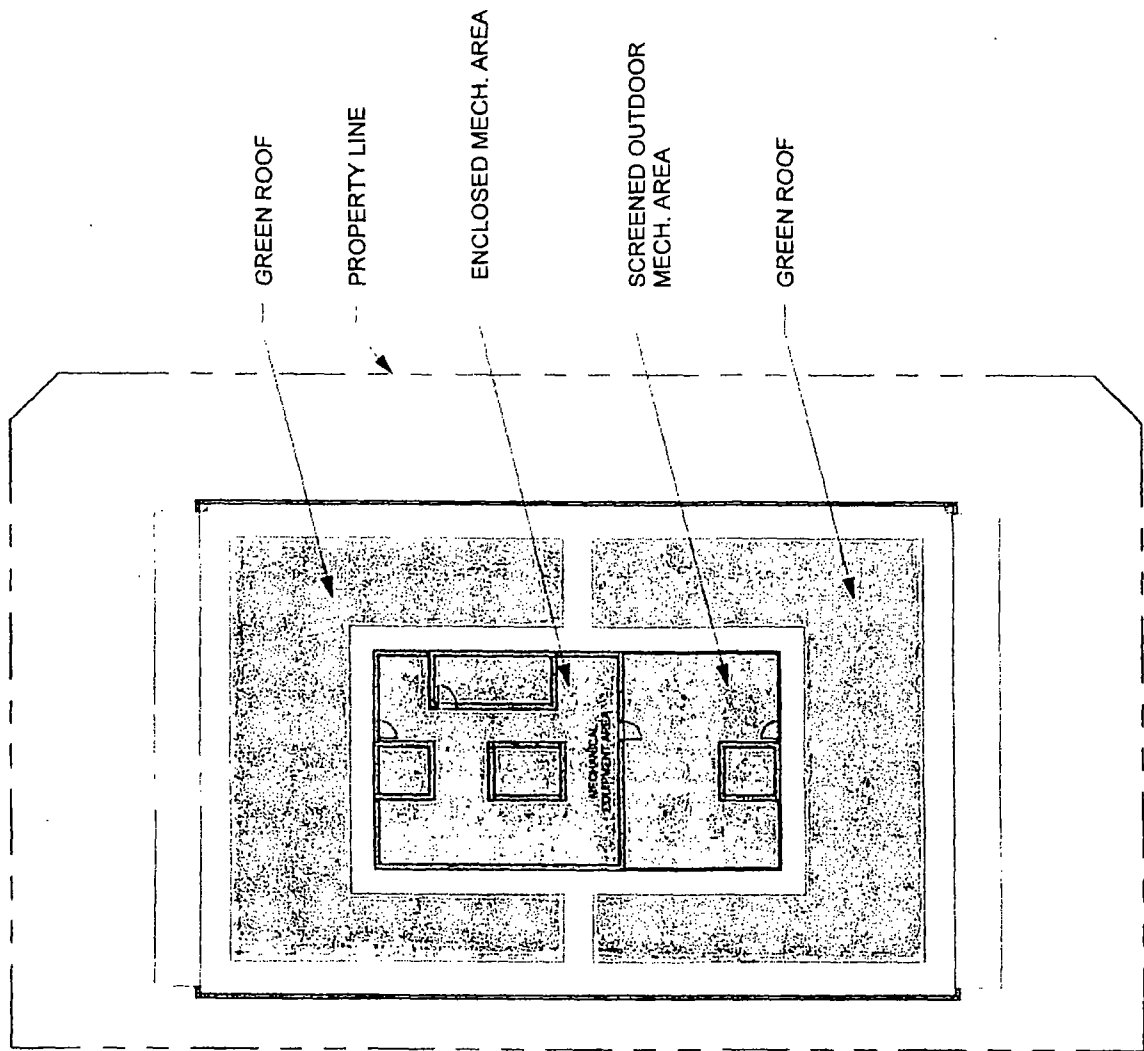 GREEN ROOF
PROPERTY LINE
ENCLOSED MECH. AREA
SCREENED OUTDOOR
MECH. AREA
GREEN ROOF
MECHANICAL
EQUIPMENT AREA